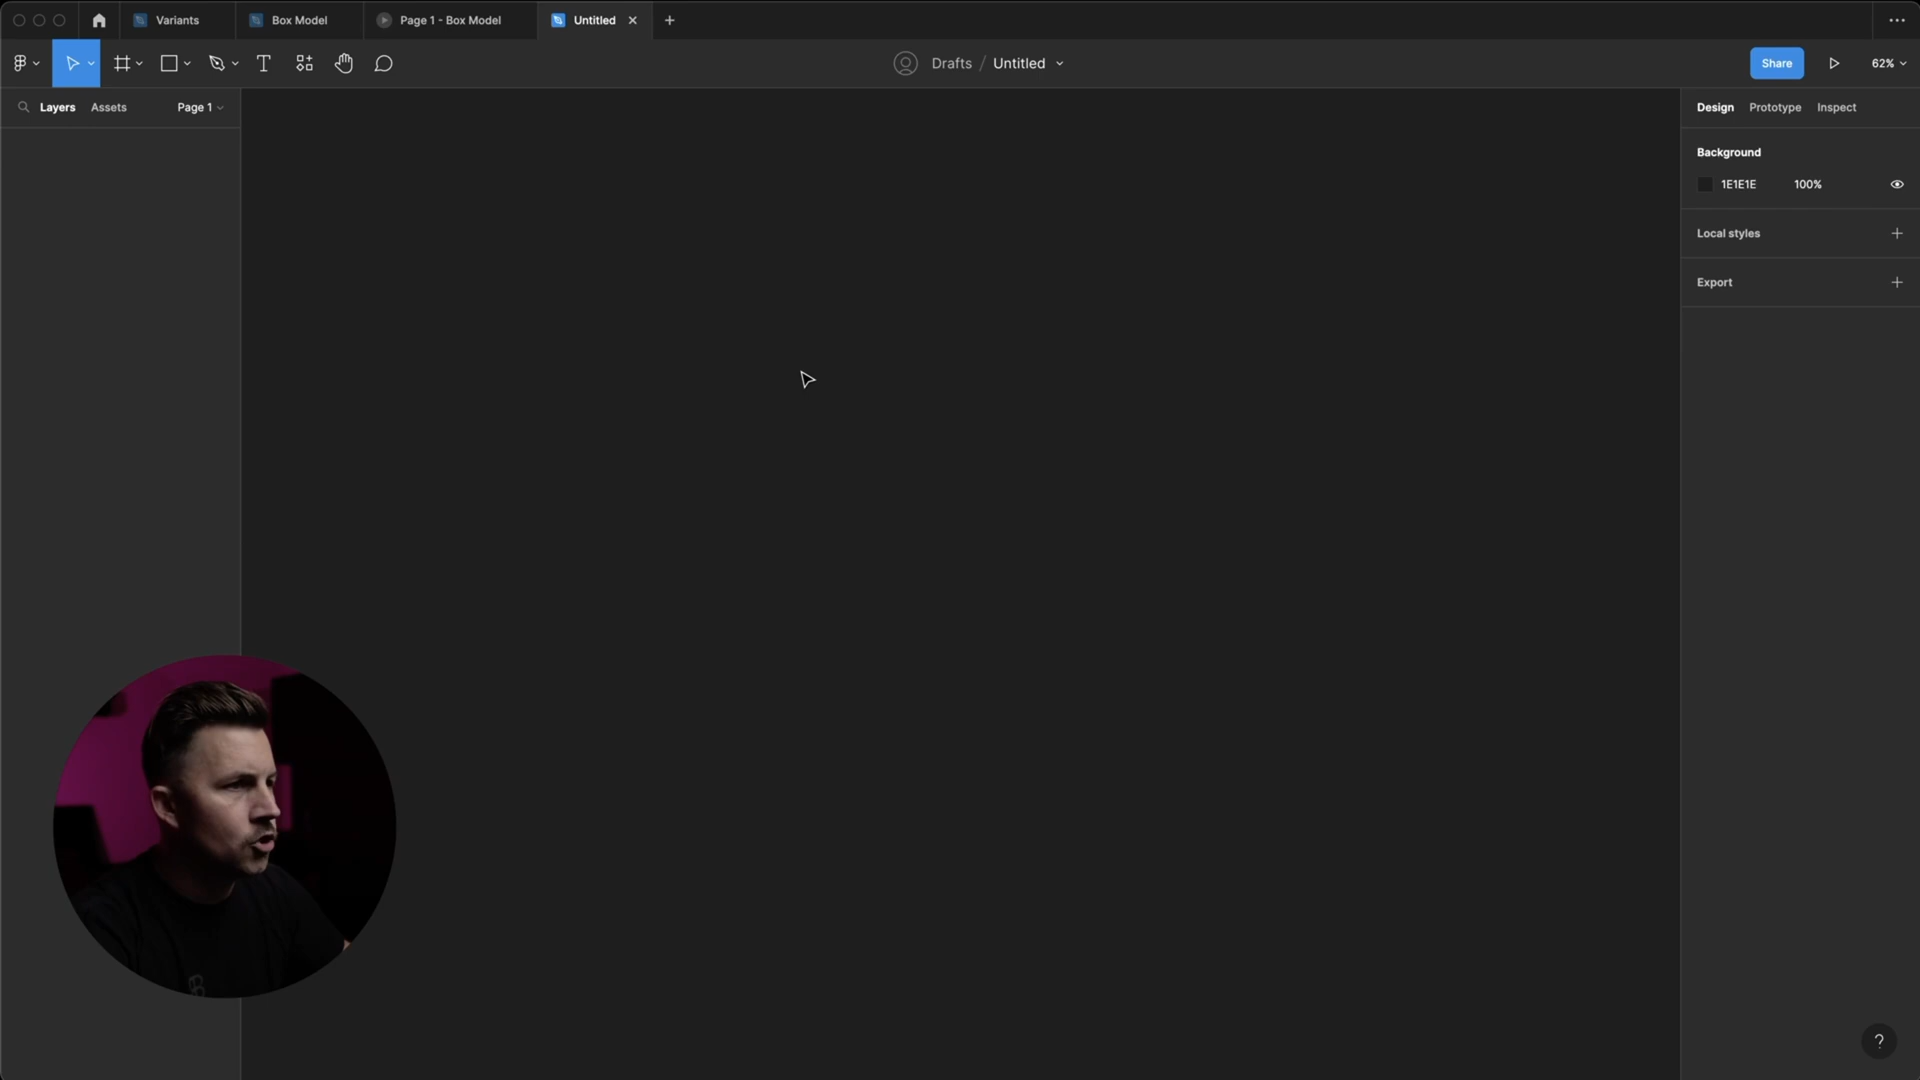 Variants
Box Model
Page 1 - Box Model
Untitled
Drafts / Untitled
Share
62%
Layers
Assets
Page 1
Design
Prototype
Inspect
Background
1E1E1E
100%
Local styles
Export
?